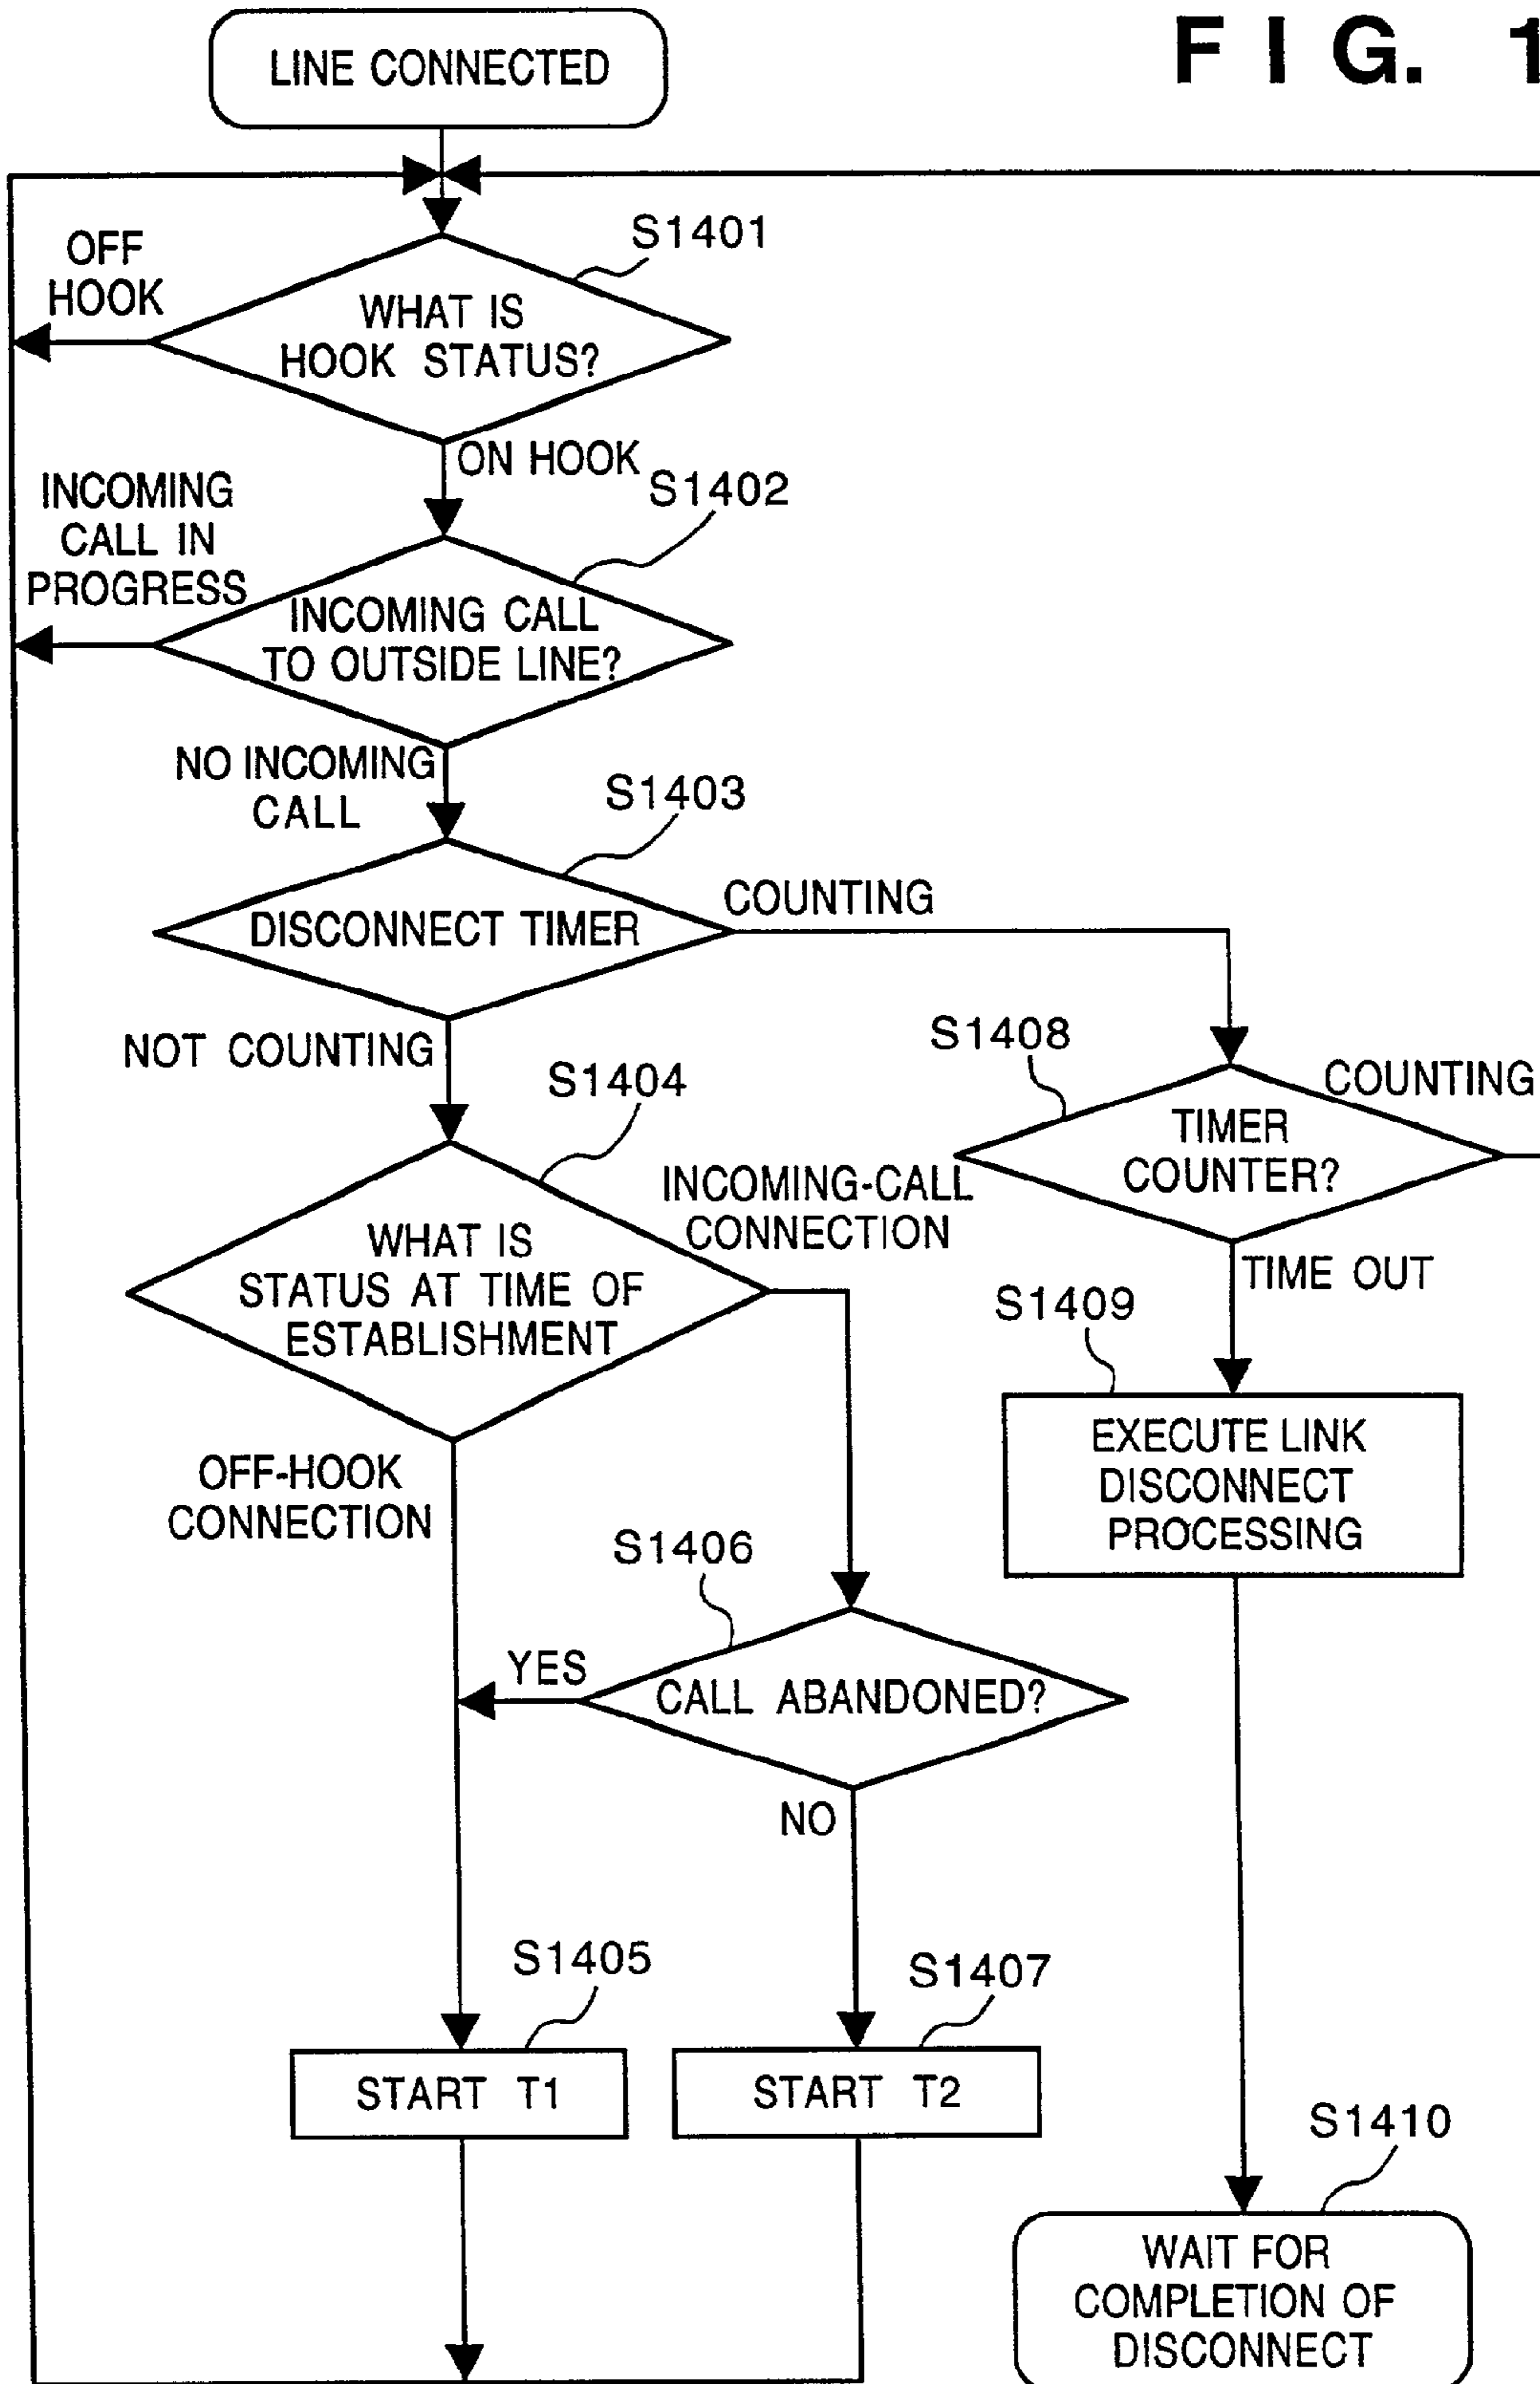 LINE CONNECTED
F I G. 1
S1401
OFF
HOOK
WHAT IS
HOOK STATUS?
ON HOOK
S1402
INCOMING
CALL IN
PROGRESS
INCOMING CALL
TO OUTSIDE LINE?
NO INCOMING
CALL
S1403
DISCONNECT TIMER
COUNTING
NOT COUNTING
S1404
S1408
COUNTING
TIMER
COUNTER?
INCOMING-CALL
CONNECTION
WHAT IS
STATUS AT TIME OF
ESTABLISHMENT
TIME OUT
S1409
EXECUTE LINK
DISCONNECT
PROCESSING
OFF-HOOK
CONNECTION
S1406
YES
CALL ABANDONED?
NO
S1405
S1407
START T1
START T2
S1410
WAIT FOR
COMPLETION OF
DISCONNECT